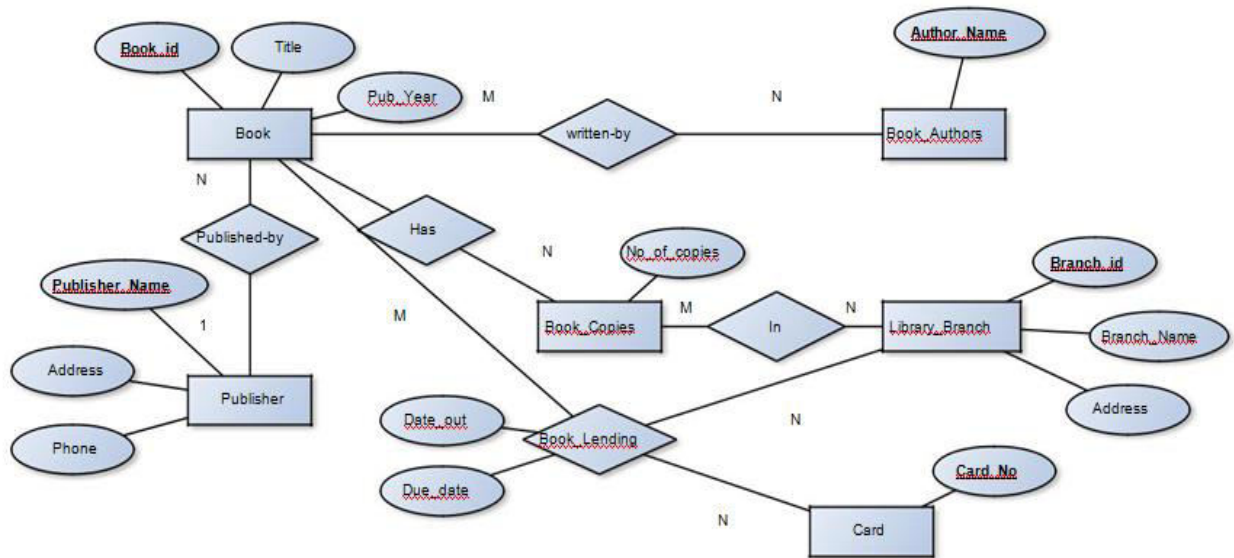 Author_Name
Book_id
Title
Pub_Year
M
N
Book
written-by
Book_Authors
N
Has
Published-by
No_of_copies
N
Branch_id
Publisher_Name
M
N
1
M
Book_Copies
In
Library_Branch
Branch_Name
Address
Publisher
Address
Date_out
Book_Lending
N
Phone
Due_date
Card_No
N
Card